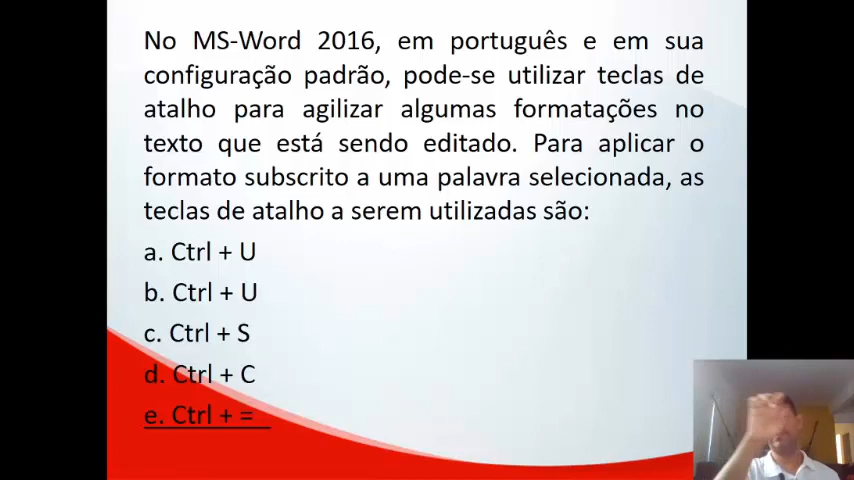 No MS-Word 2016, em português e em sua
configuração padrão, pode-se utilizar teclas de
atalho para agilizar algumas formatações no
texto que está sendo editado. Para aplicar o
formato subscrito a uma palavra selecionada, as
teclas de atalho a serem utilizadas são:
a. Ctrl + U
b. Ctrl + U
c. Ctrl + S
d. Ctrl + C
e. Ctrl + =